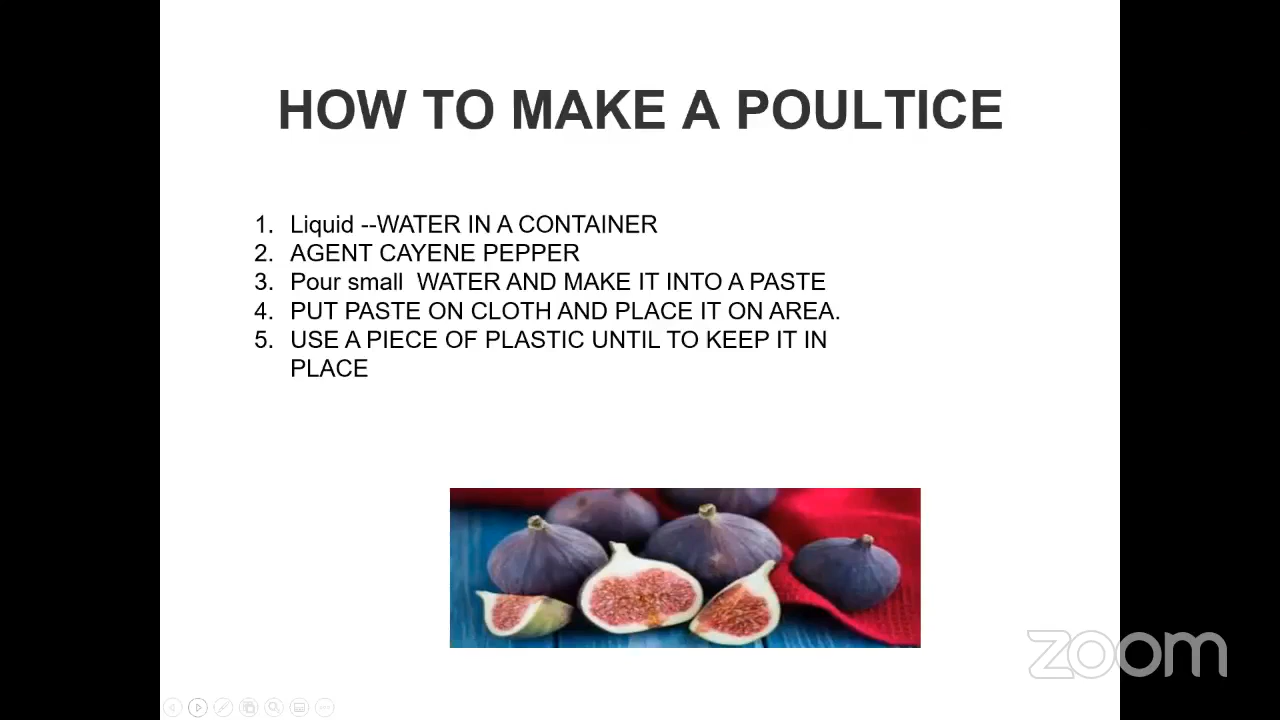 HOW TO MAKE A POULTICE
1. Liquid --WATER IN A CONTAINER
2. AGENT CAYENE PEPPER
3. Pour small  WATER AND MAKE IT INTO A PASTE
4. PUT PASTE ON CLOTH AND PLACE IT ON AREA.
5. USE A PIECE OF PLASTIC UNTIL TO KEEP IT IN
PLACE
zoom